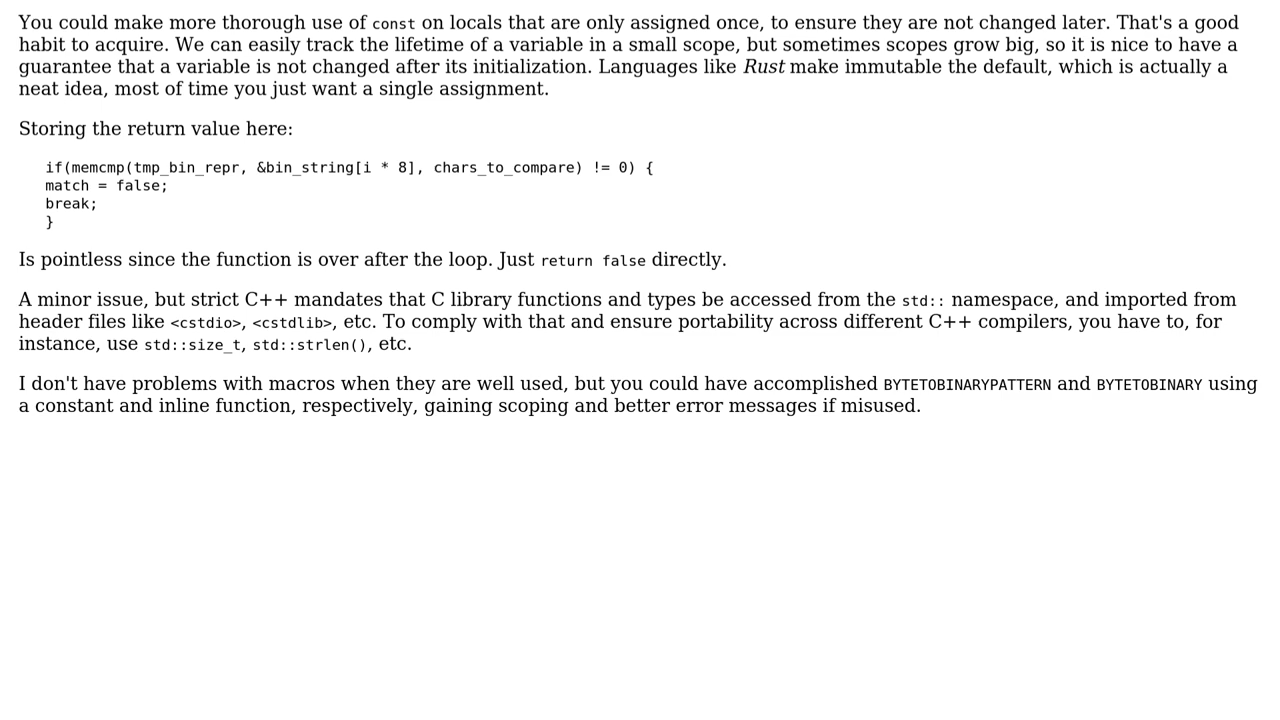 You could make more thorough use of const on locals that are only assigned once, to ensure they are not changed later. That's a good
habit to acquire. We can easily track the lifetime of a variable in a small scope, but sometimes scopes grow big, so it is nice to have a
guarantee that a variable is not changed after its initialization. Languages like Rust make immutable the default, which is actually a
neat idea, most of time you just want a single assignment.
Storing the return value here:
if(memcmp(tmp_bin_repr, &bin_string[i * 8], chars_to_compare) != 0) {
match = false;
break;
}
Is pointless since the function is over after the loop. Just return false directly.
A minor issue, but strict C++ mandates that C library functions and types be accessed from the std:: namespace, and imported from
header files like <cstdio>, <cstdlib>, etc. To comply with that and ensure portability across different C++ compilers, you have to, for
instance, use std::size_t, std::strlen(), etc.
I don't have problems with macros when they are well used, but you could have accomplished BYTETOBINARYPATTERN and BYTETOBINARY using
a constant and inline function, respectively, gaining scoping and better error messages if misused.